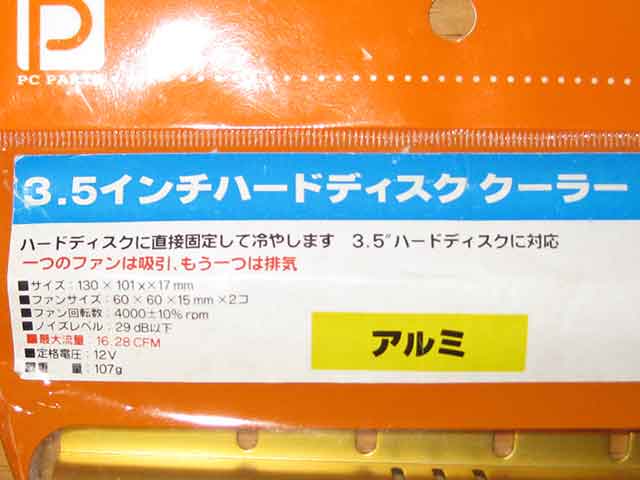 PC PARTS
3.5インチハードディスク クーラー
ハードディスクに直接固定して冷やします 3.5"ハードディスクに対応
一つのファンは吸引、もう一つは排気
■サイズ:130×101x×17mm
■ファンサイズ:60×60×15mm×2コ
■ファン回転数:4000±10%rpm
■ノイズレベル:29dB以下
■最大流量:16.28CFM
■定格電圧:12V
■重 量:107g
アルミ